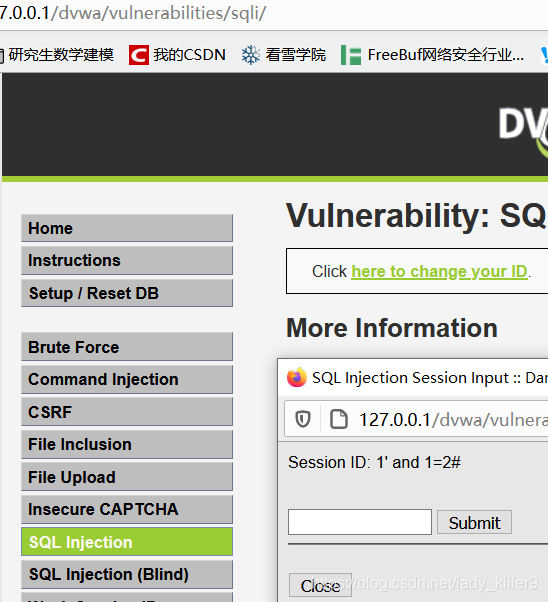 7.0.0.1/dvwa/vulnerabilities/sqli/
研究生数学建模 我的CSDN 看雪学院 FreeBuf网络安全行业...
DV
Vulnerability: SQ
Home
Instructions
Setup / Reset DB
Click here to change your ID.
More Information
Brute Force
Command Injection
CSRF
File Inclusion
File Upload
Insecure CAPTCHA
SQL Injection
SQL Injection (Blind)
SQL Injection Session Input :: Dar
127.0.0.1/dvwa/vulnera
Session ID: 1' and 1=2#
Submit
Close
https://blog.csdn.net/lady_killer9